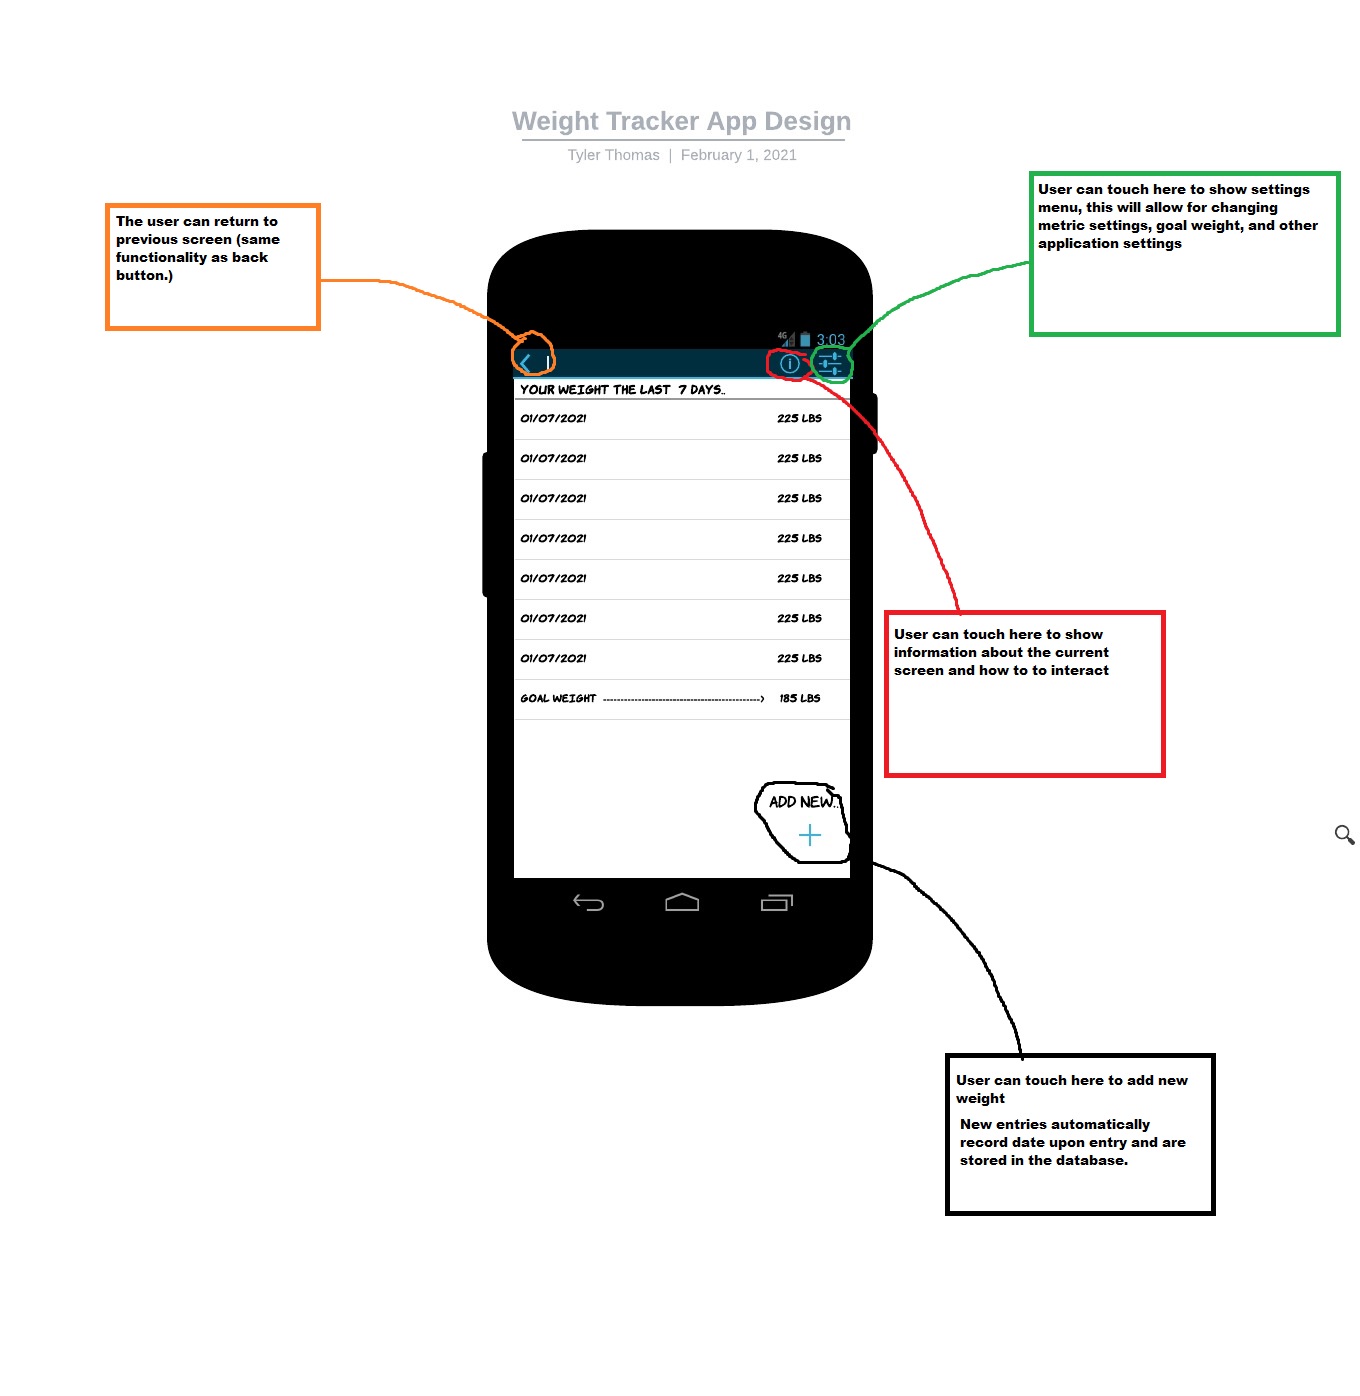 Weight Tracker App Design
Tyler Thomas | February 1, 2021
The user can return to
previous screen (same
functionality as back
button.)
User can touch here to show settings
menu, this will allow for changing
metric settings, goal weight, and other
application settings
4G 3:03
YOUR WEIGHT THE LAST 7 DAYS..
01/07/2021 225 LBS
01/07/2021 225 LBS
01/07/2021 225 LBS
01/07/2021 225 LBS
01/07/2021 225 LBS
01/07/2021 225 LBS
01/07/2021 225 LBS
GOAL WEIGHT ----------------------------------------------> 185 LBS
User can touch here to show
information about the current
screen and how to to interact
ADD NEW..
User can touch here to add new
weight
New entries automatically
record date upon entry and are
stored in the database.